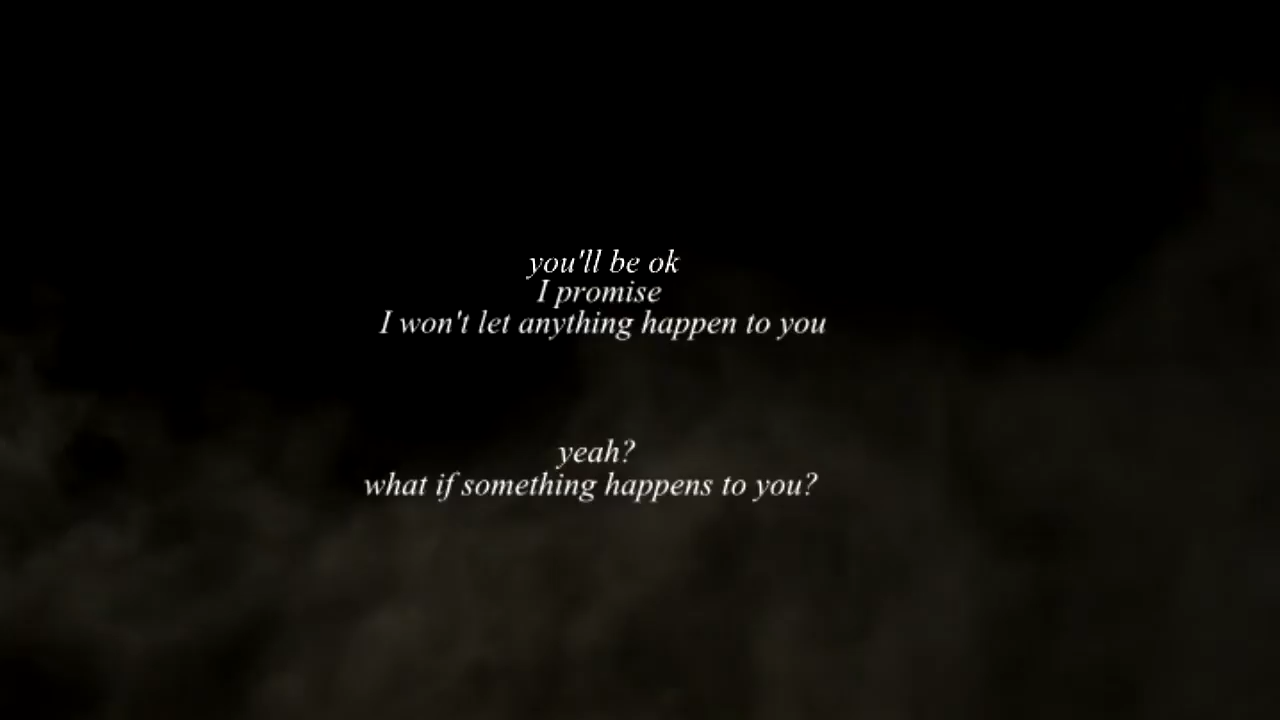 you'll be ok
I promise
I won't let anything happen to you
yeah?
what if something happens to you?